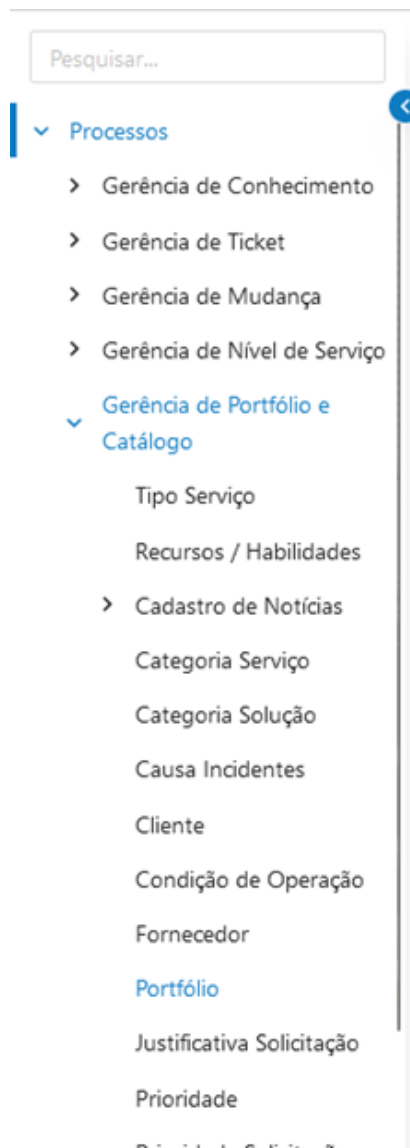 Pesquisar...
Processos
Gerência de Conhecimento
Gerência de Ticket
Gerência de Mudança
Gerência de Nível de Serviço
Gerência de Portfólio e
Catálogo
Tipo Serviço
Recursos / Habilidades
Cadastro de Notícias
Categoria Serviço
Categoria Solução
Causa Incidentes
Cliente
Condição de Operação
Fornecedor
Portfólio
Justificativa Solicitação
Prioridade